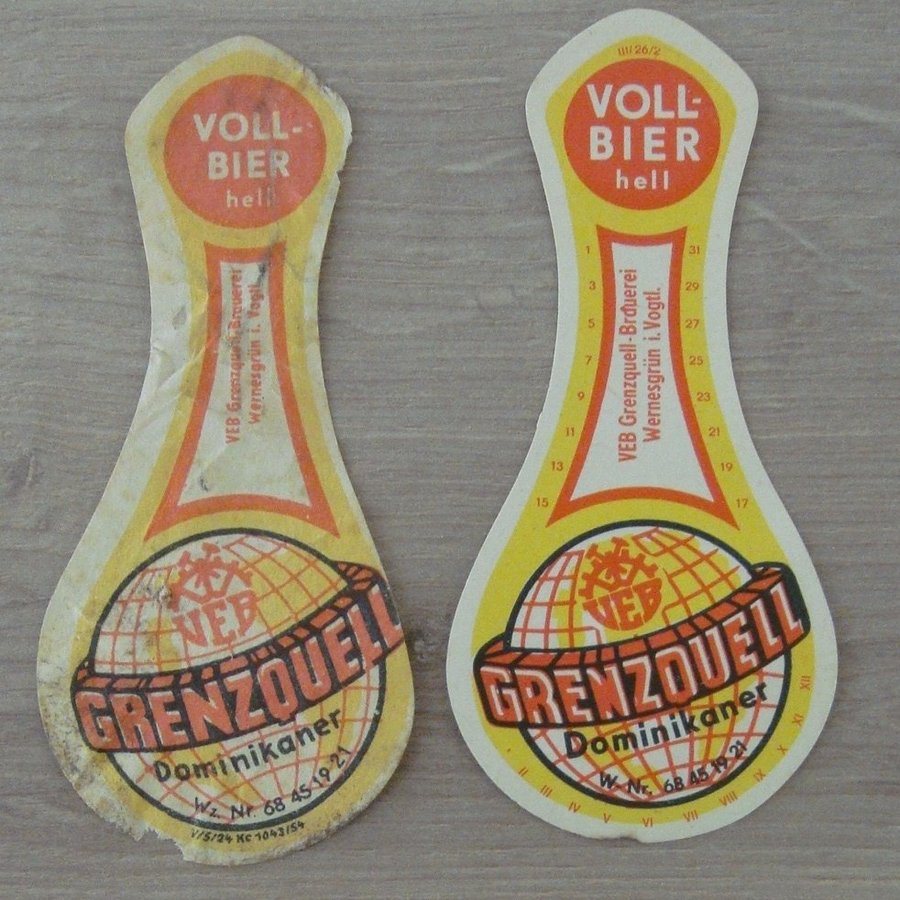 VOLL-
BIER
hell
VEB Grenzquell-Brauerei
Wernesgrün i. Vogtl.
VEB
GRENZQUELL
Dominikaner
Wz. Nr. 68 45 19-21
V/5/24 KG 1043/54
III/26/2
VOLL-
BIER
hell
1 31
3 29
5 27
7 25
9 23
11 21
13 19
15 17
VEB Grenzquell-Brauerei
Wernesgrün i. Vogtl.
VEB
GRENZQUELL
Dominikaner
W- Nr. 68 45 19-21
I II III IV V VI VII VIII IX X XI XII